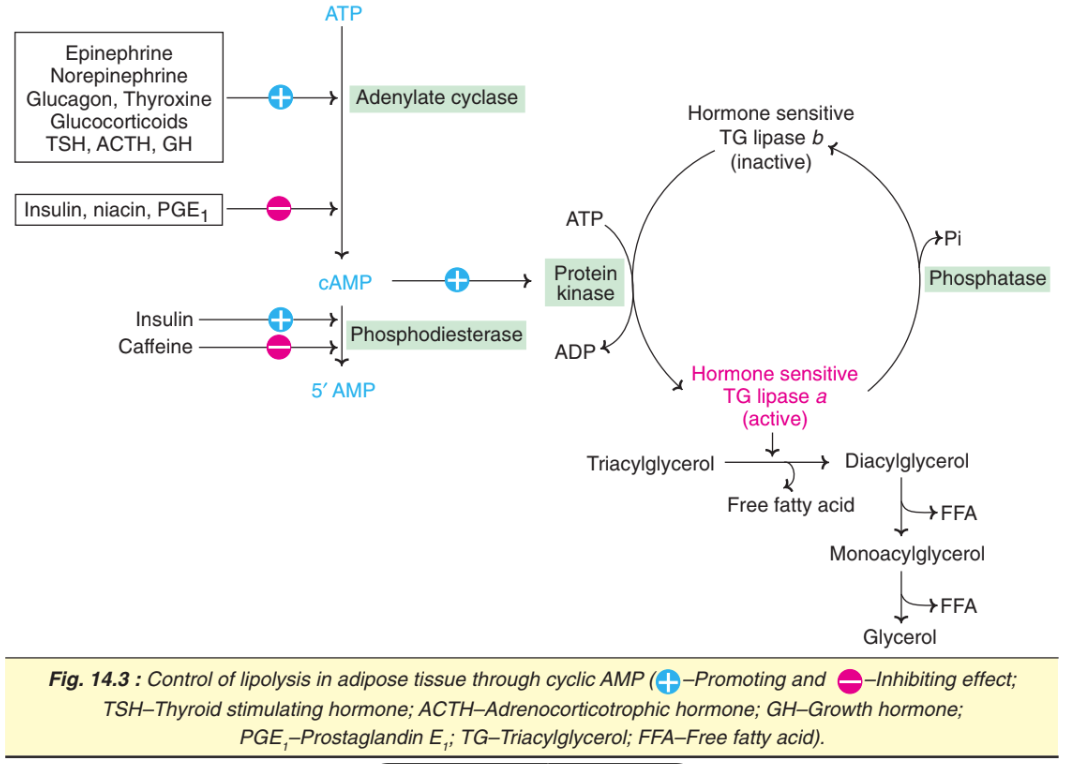 ATP
Epinephrine
Norepinephrine
Glucagon, Thyroxine
Glucocorticoids
TSH, ACTH, GH
+
Adenylate cyclase
Insulin, niacin, PGE₁
–
cAMP
+
Insulin
+
Caffeine
–
Phosphodiesterase
5′ AMP
Hormone sensitive
TG lipase b
(inactive)
ATP
Protein
kinase
ADP
Pi
Phosphatase
Hormone sensitive
TG lipase a
(active)
Triacylglycerol
Diacylglycerol
Free fatty acid
FFA
Monoacylglycerol
FFA
Glycerol
Fig. 14.3 : Control of lipolysis in adipose tissue through cyclic AMP (+–Promoting and ––Inhibiting effect;
TSH–Thyroid stimulating hormone; ACTH–Adrenocorticotrophic hormone; GH–Growth hormone;
PGE₁–Prostaglandin E₁; TG–Triacylglycerol; FFA–Free fatty acid).